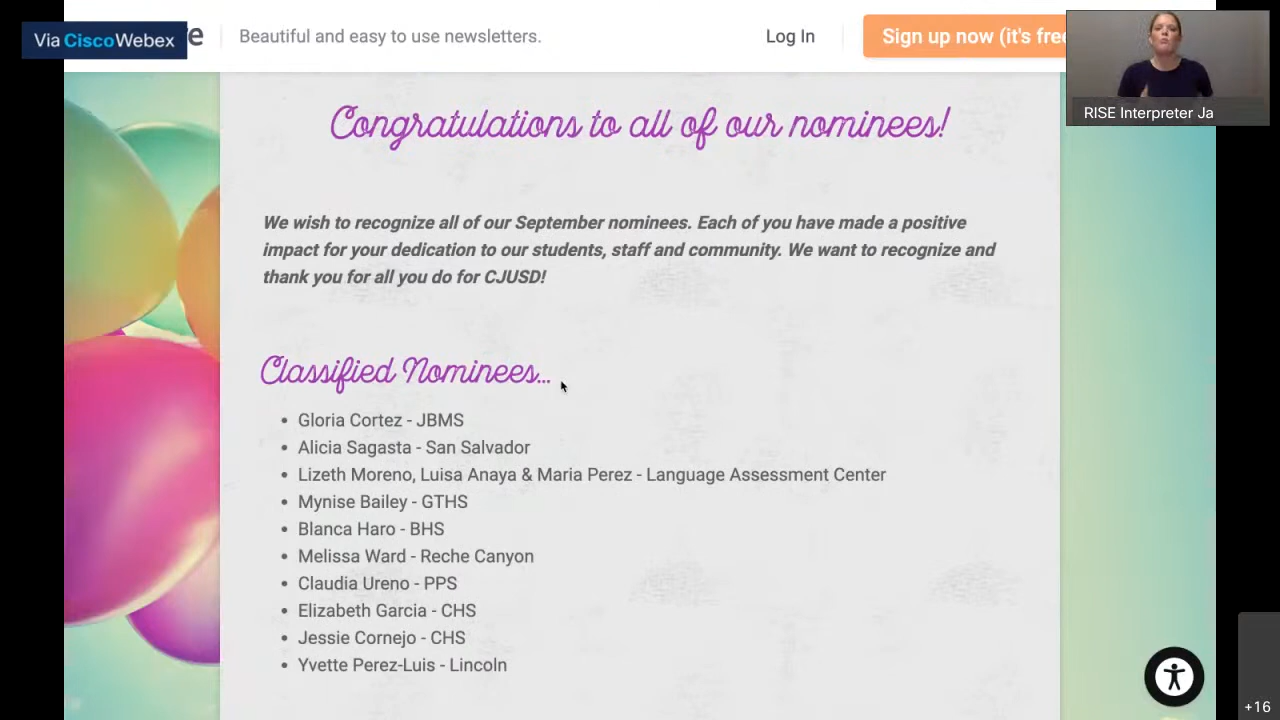 Via Cisco Webex
e
Beautiful and easy to use newsletters.
Log In
Sign up now (it's free
RISE Interpreter Ja
Congratulations to all of our nominees!
We wish to recognize all of our September nominees. Each of you have made a positive
impact for your dedication to our students, staff and community. We want to recognize and
thank you for all you do for CJUSD!
Classified Nominees...
• Gloria Cortez - JBMS
• Alicia Sagasta - San Salvador
• Lizeth Moreno, Luisa Anaya & Maria Perez - Language Assessment Center
• Mynise Bailey - GTHS
• Blanca Haro - BHS
• Melissa Ward - Reche Canyon
• Claudia Ureno - PPS
• Elizabeth Garcia - CHS
• Jessie Cornejo - CHS
• Yvette Perez-Luis - Lincoln
+16